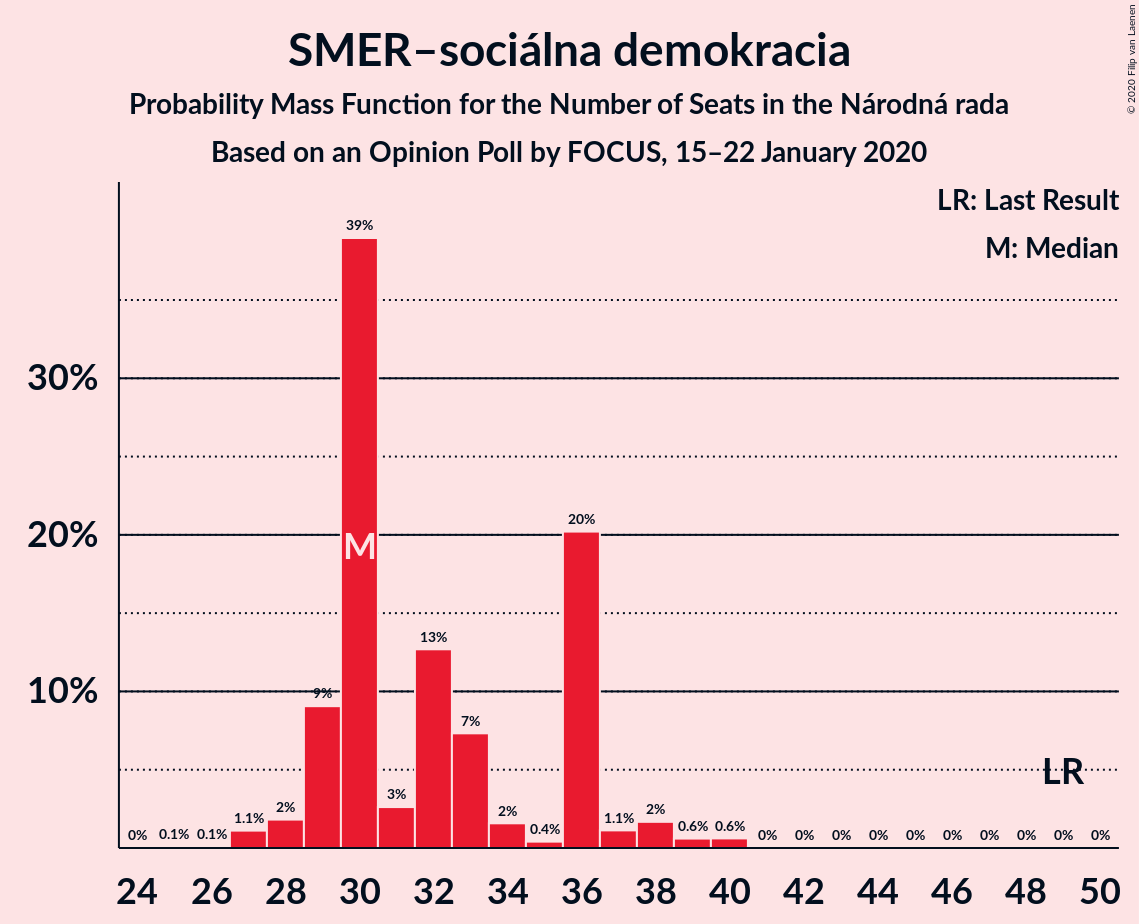 SMER–sociálna demokracia
Probability Mass Function for the Number of Seats in the Národná rada
Based on an Opinion Poll by FOCUS, 15–22 January 2020
© 2020 Filip van Laenen
LR: Last Result
M: Median
30%
20%
10%
0% 0.1% 0.1% 1.1% 2% 9% 39% 3% 13% 7% 2% 0.4% 20% 1.1% 2% 0.6% 0.6% 0% 0% 0% 0% 0% 0% 0% 0% 0% 0%
M
LR
24 26 28 30 32 34 36 38 40 42 44 46 48 50